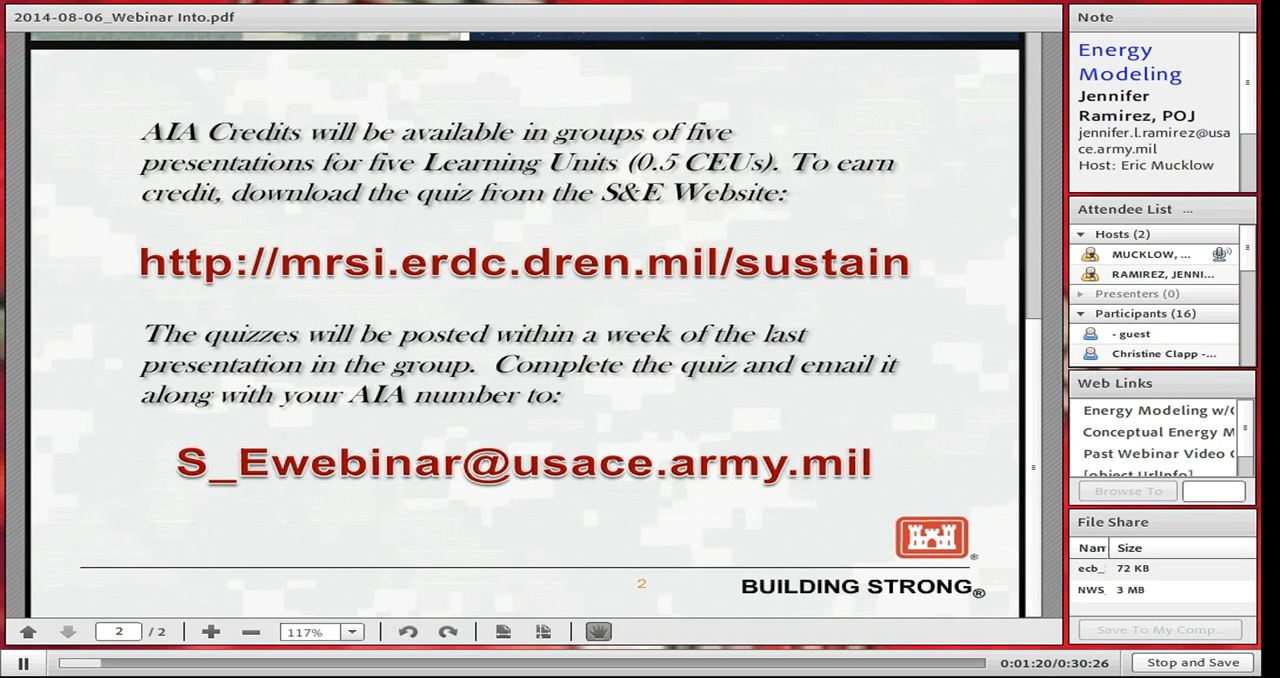 2014-08-06_Webinar Into.pdf
AIA Credits will be available in groups of five
presentations for five Learning Units (0.5 CEUs). To earn
credit, download the quiz from the S&E Website:
http://mrsi.erdc.dren.mil/sustain
The quizzes will be posted within a week of the last
presentation in the group. Complete the quiz and email it
along with your AIA number to:
S_Ewebinar@usace.army.mil
2
BUILDING STRONG®
2 / 2
117%
0:01:20/0:30:26
Stop and Save
Note
Energy
Modeling
Jennifer
Ramirez, POJ
jennifer.l.ramirez@usa
ce.army.mil
Host: Eric Mucklow
Attendee List ...
Hosts (2)
MUCKLOW, ...
RAMIREZ, JENNI...
Presenters (0)
Participants (16)
- guest
Christine Clapp -...
Web Links
Energy Modeling w/
Conceptual Energy M
Past Webinar Video
[object UrlInfo]
Browse To
File Share
Nam Size
ecb_ 72 KB
NWS 3 MB
Save To My Comp...